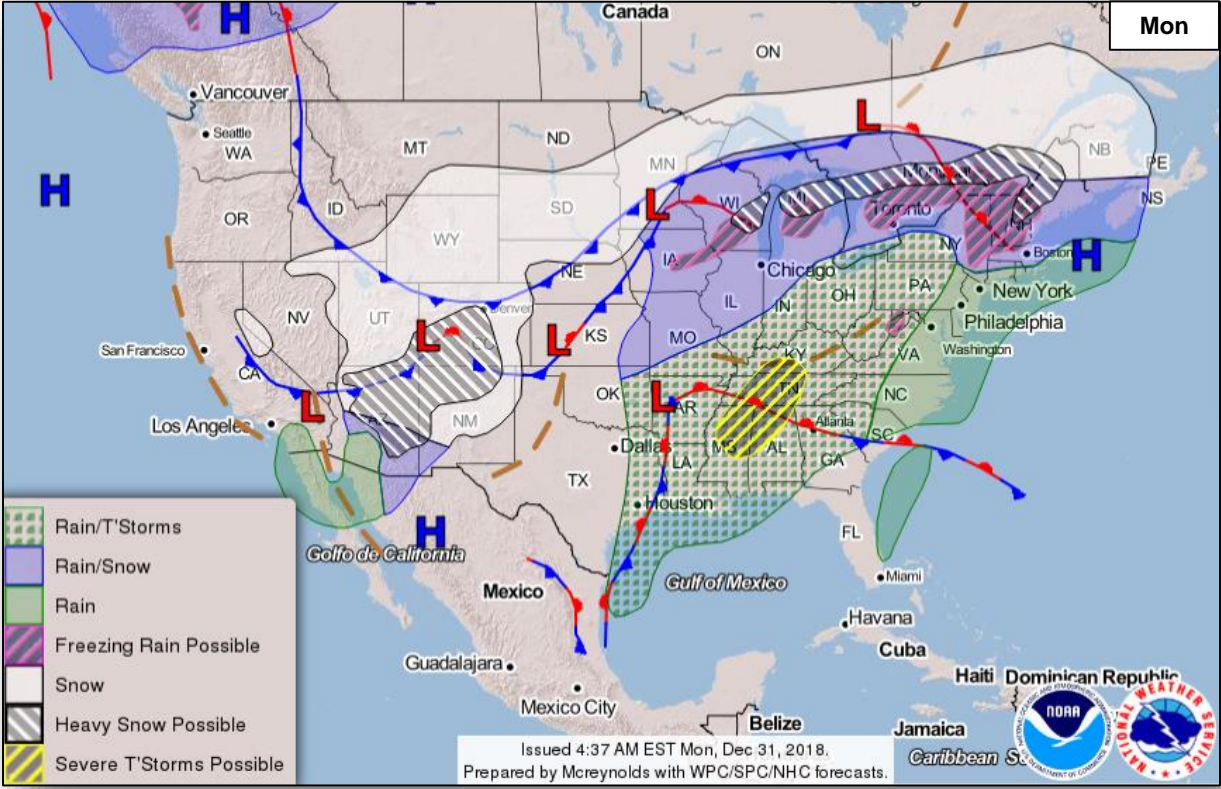 Canada
Mon
ON
Vancouver
Seattle
WA
MT
ND
MN
NB
PE
NS
OR
ID
SD
WI
MI
Toronto
WY
IA
NY
Boston
NE
Chicago
PA
New York
NV
UT
Denver
IL
IN
OH
Philadelphia
San Francisco
CO
KS
MO
KY
VA
Washington
CA
OK
TN
NC
Los Angeles
AZ
NM
AR
Atlanta
SC
Dallas
MS
AL
GA
TX
LA
Houston
FL
Rain/T'Storms
Rain/Snow
Rain
Freezing Rain Possible
Snow
Heavy Snow Possible
Severe T'Storms Possible
Golfo de California
Gulf of Mexico
Miami
Mexico
Havana
Cuba
Guadalajara
Haiti
Dominican Republic
Mexico City
Belize
Jamaica
Caribbean
H
H
H
H
L
L
L
L
L
L
Issued 4:37 AM EST Mon, Dec 31, 2018.
Prepared by Mcreynolds with WPC/SPC/NHC forecasts.
NOAA
NATIONAL WEATHER SERVICE